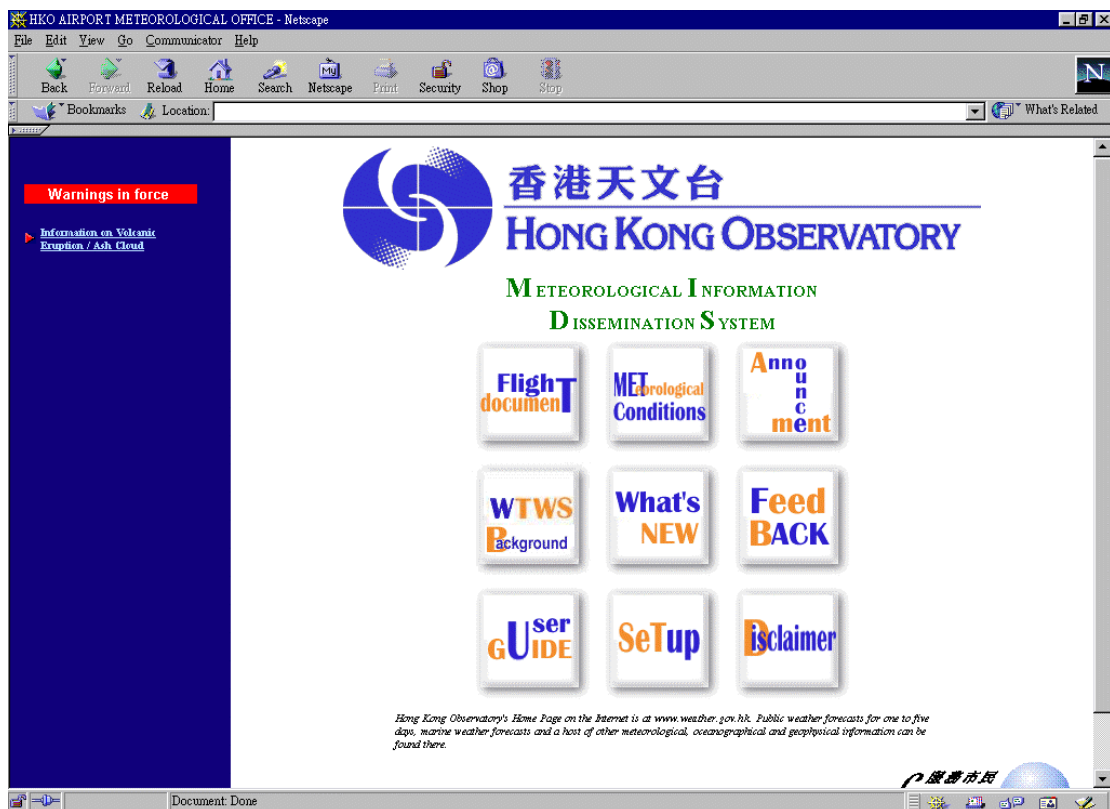 HKO AIRPORT METEOROLOGICAL OFFICE - Netscape
File Edit View Go Communicator Help
Back Forward Reload Home Search Netscape Print Security Shop Stop
Bookmarks Location: What's Related
Warnings in force
Information on Volcanic
Eruption / Ash Cloud
香港天文台
HONG KONG OBSERVATORY
METEOROLOGICAL INFORMATION
DISSEMINATION SYSTEM
FlighT
documenT
METeorological
Conditions
Announcement
WTWS
Background
What's
NEW
Feed
BACK
User
GUIDE
SeTup
Disclaimer
Hong Kong Observatory's Home Page on the Internet is at www.weather.gov.hk. Public weather forecasts for one to five
days, marine weather forecasts and a host of other meteorological, oceanographical and geophysical information can be
found there.
服務市民
Document: Done